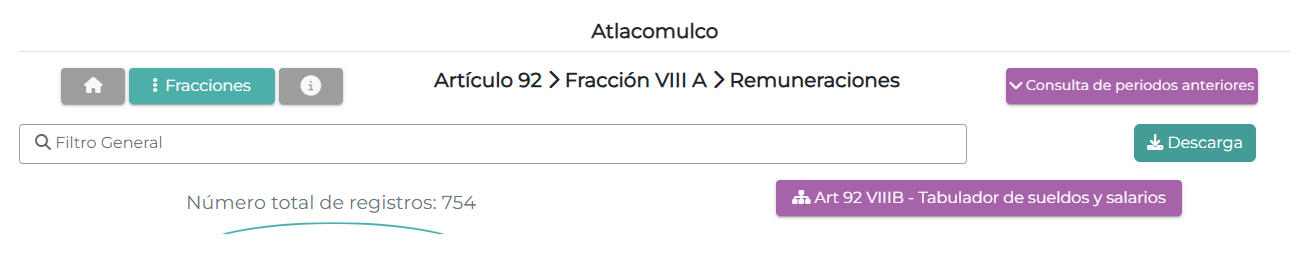 Atlacomulco
Fracciones
Artículo 92 > Fracción VIII A > Remuneraciones
Consulta de periodos anteriores
Filtro General
Descarga
Número total de registros: 754
Art 92 VIIIB - Tabulador de sueldos y salarios